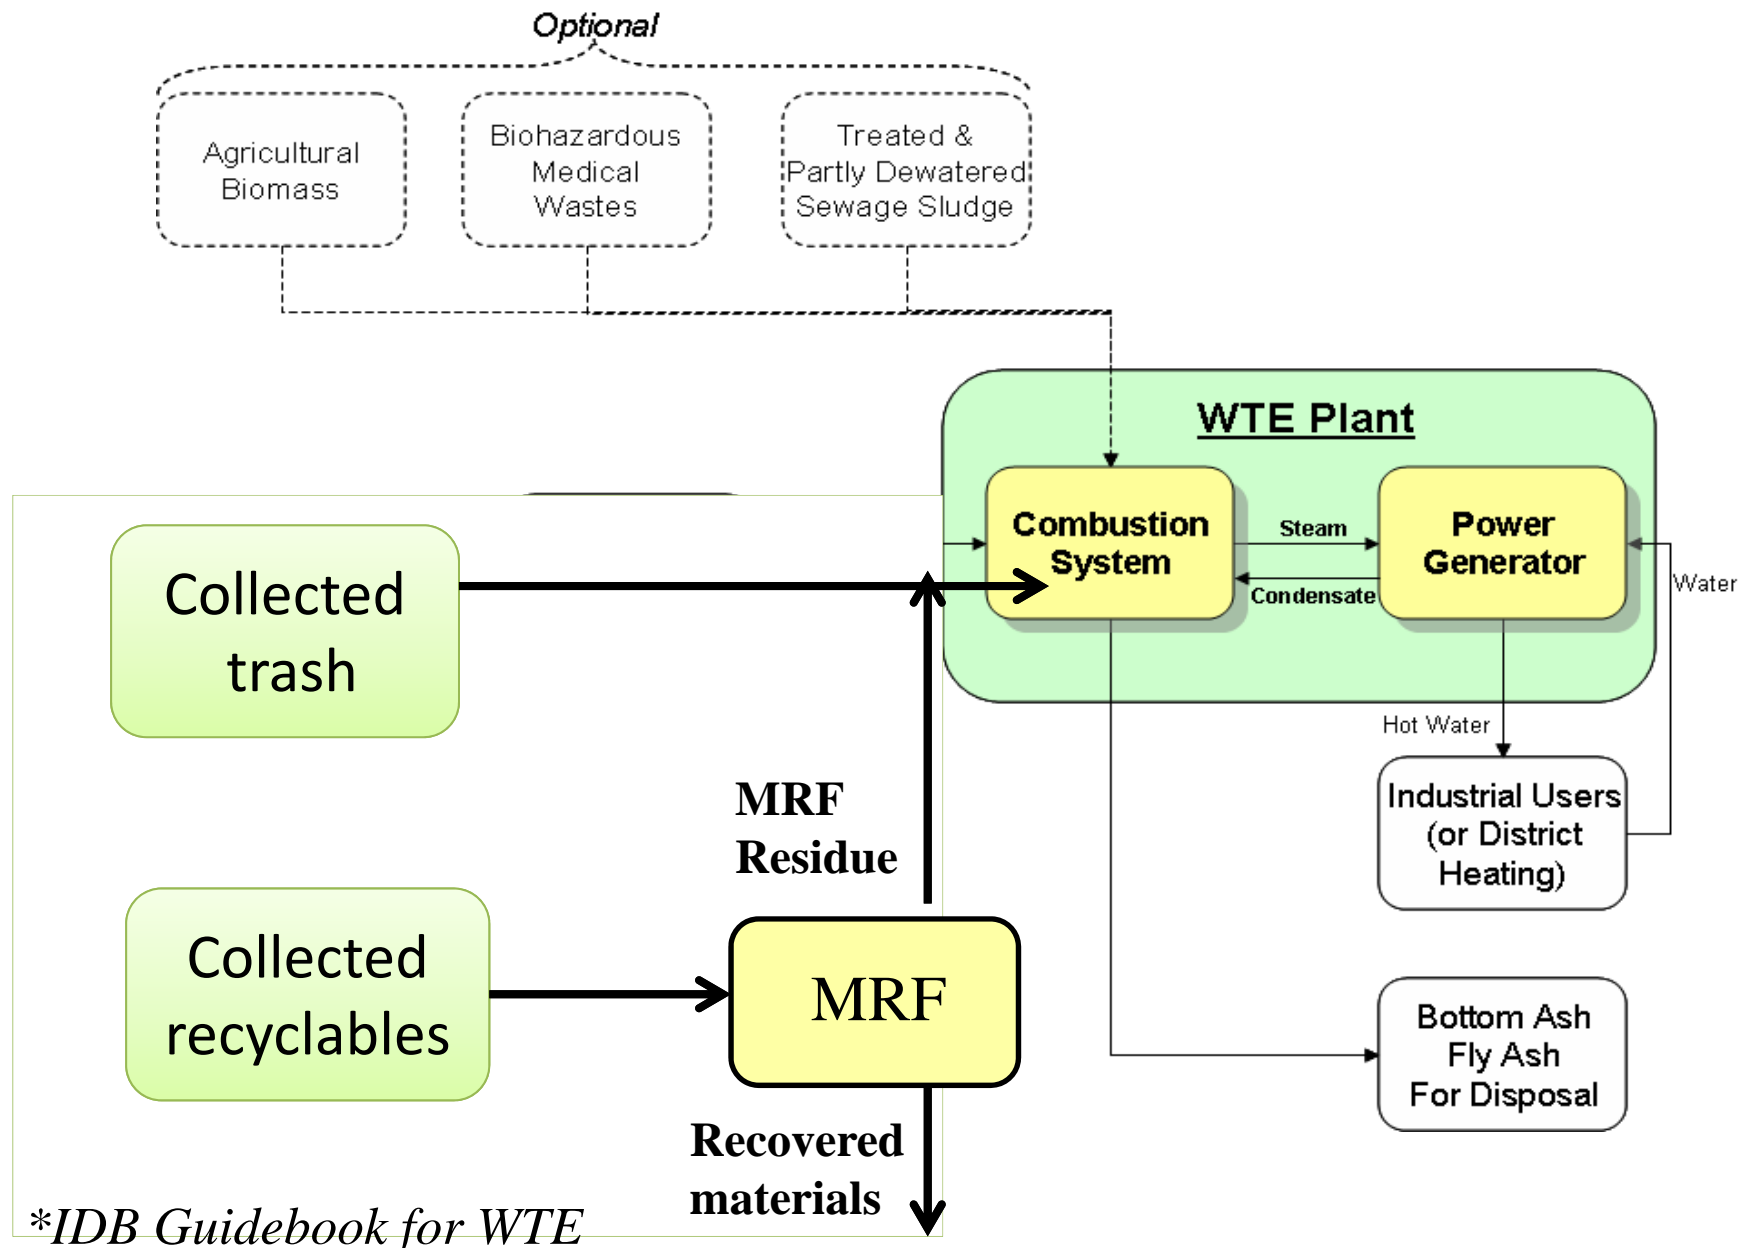 Optional
Agricultural
Biomass
Biohazardous
Medical
Wastes
Treated &
Partly Dewatered
Sewage Sludge
WTE Plant
Combustion
System
Steam
Condensate
Power
Generator
Water
Hot Water
Industrial Users
(or District
Heating)
Collected
trash
MRF
Residue
Collected
recyclables
MRF
Bottom Ash
Fly Ash
For Disposal
Recovered
materials
*IDB Guidebook for WTE